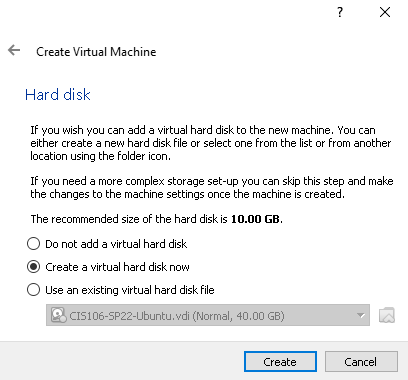 ?
Create Virtual Machine
Hard disk
If you wish you can add a virtual hard disk to the new machine. You can
either create a new hard disk file or select one from the list or from another
location using the folder icon.
If you need a more complex storage set-up you can skip this step and make
the changes to the machine settings once the machine is created.
The recommended size of the hard disk is 10.00 GB.
Do not add a virtual hard disk
Create a virtual hard disk now
Use an existing virtual hard disk file
CIS106-SP22-Ubuntu.vdi (Normal, 40.00 GB)
Create Cancel